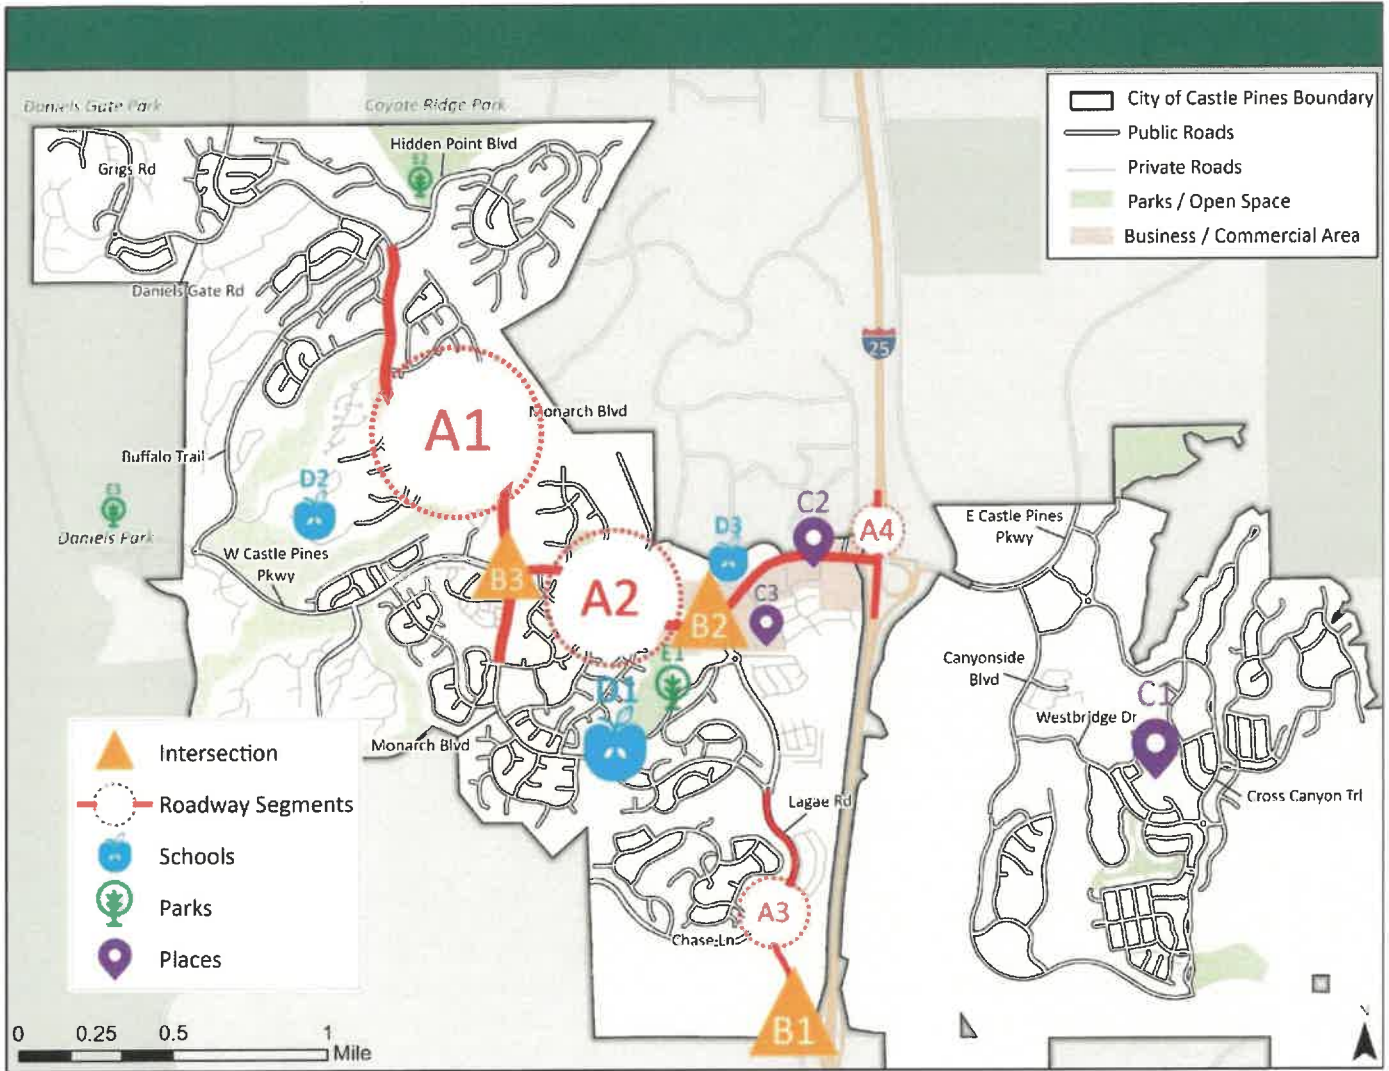 Daniels Gate Park
Coyote Ridge Park
Hidden Point Blvd
Grigs Rd
E2
City of Castle Pines Boundary
Public Roads
Private Roads
Parks / Open Space
Business / Commercial Area
Daniels Gate Rd
25
A1
Monarch Blvd
Buffalo Trail
D2
E3
Daniels Park
W Castle Pines
Pkwy
B3
A2
D3
C2
A4
E Castle Pines
Pkwy
C3
B2
E1
D1
Canyonside
Blvd
C1
Westbridge Dr
Monarch Blvd
Cross Canyon Trl
Lagae Rd
A3
Chase Ln
B1
Intersection
Roadway Segments
Schools
Parks
Places
0 0.25 0.5 1
Mile
N